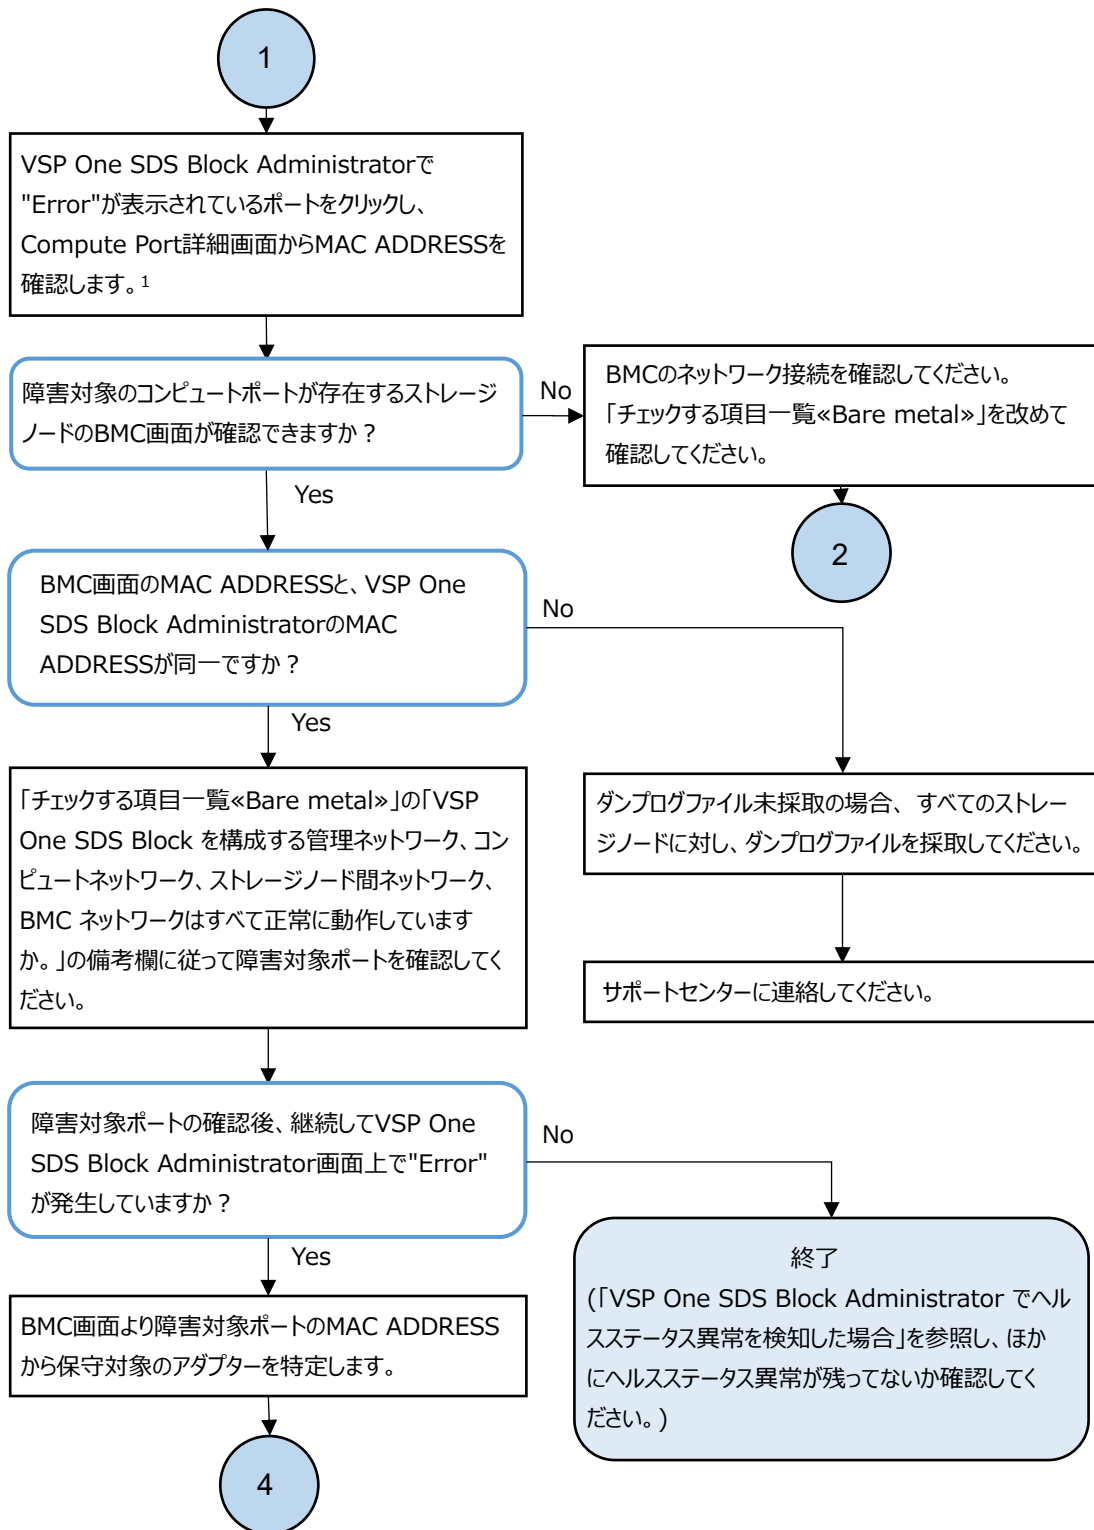 1
VSP One SDS Block Administratorで
"Error"が表示されているポートをクリックし、
Compute Port詳細画面からMAC ADDRESSを
確認します。1
障害対象のコンピュートポートが存在するストレージ
ノードのBMC画面が確認できますか？
No
BMCのネットワーク接続を確認してください。
「チェックする項目一覧«Bare metal»」を改めて
確認してください。
Yes
2
BMC画面のMAC ADDRESSと、VSP One
SDS Block AdministratorのMAC
ADDRESSが同一ですか？
No
Yes
「チェックする項目一覧«Bare metal»」の「VSP
One SDS Block を構成する管理ネットワーク、コン
ピュートネットワーク、ストレージノード間ネットワーク、
BMC ネットワークはすべて正常に動作しています
か。」の備考欄に従って障害対象ポートを確認してく
ださい。
ダンプログファイル未採取の場合、すべてのストレー
ジノードに対し、ダンプログファイルを採取してください。
サポートセンターに連絡してください。
障害対象ポートの確認後、継続してVSP One
SDS Block Administrator画面上で"Error"
が発生していますか？
No
Yes
終了
(「VSP One SDS Block Administrator でヘル
スステータス異常を検知した場合」を参照し、ほか
にヘルスステータス異常が残ってないか確認してく
ださい。)
BMC画面より障害対象ポートのMAC ADDRESS
から保守対象のアダプターを特定します。
4